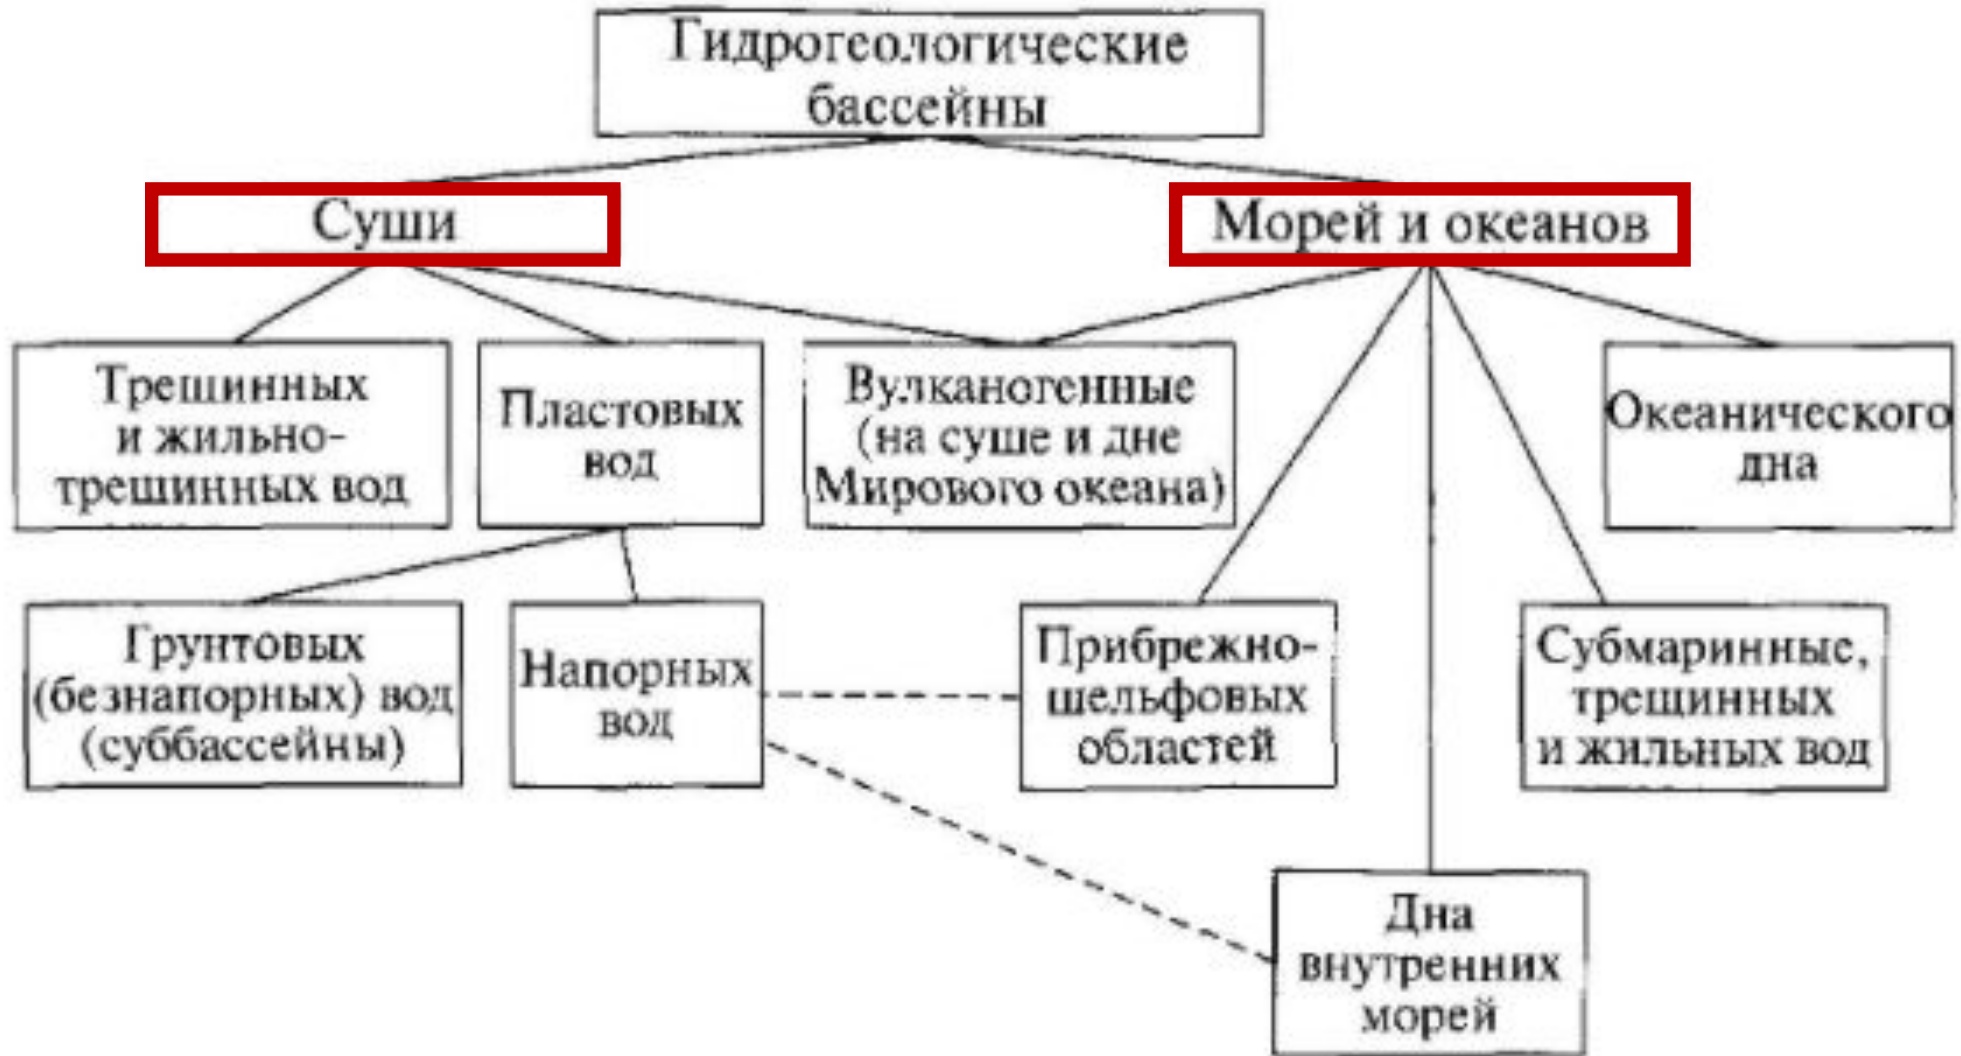 Гидрогеологические
бассейны
Суши
Морей и океанов
Трещинных
и жильно-
трещинных вод
Пластовых
вод
Вулканогенные
(на суше и дне
Мирового океана)
Океанического
дна
Грунтовых
(безнапорных) вод
(суббассейны)
Напорных
вод
Прибрежно-
шельфовых
областей
Субмаринные,
трещинных
и жильных вод
Дна
внутренних
морей